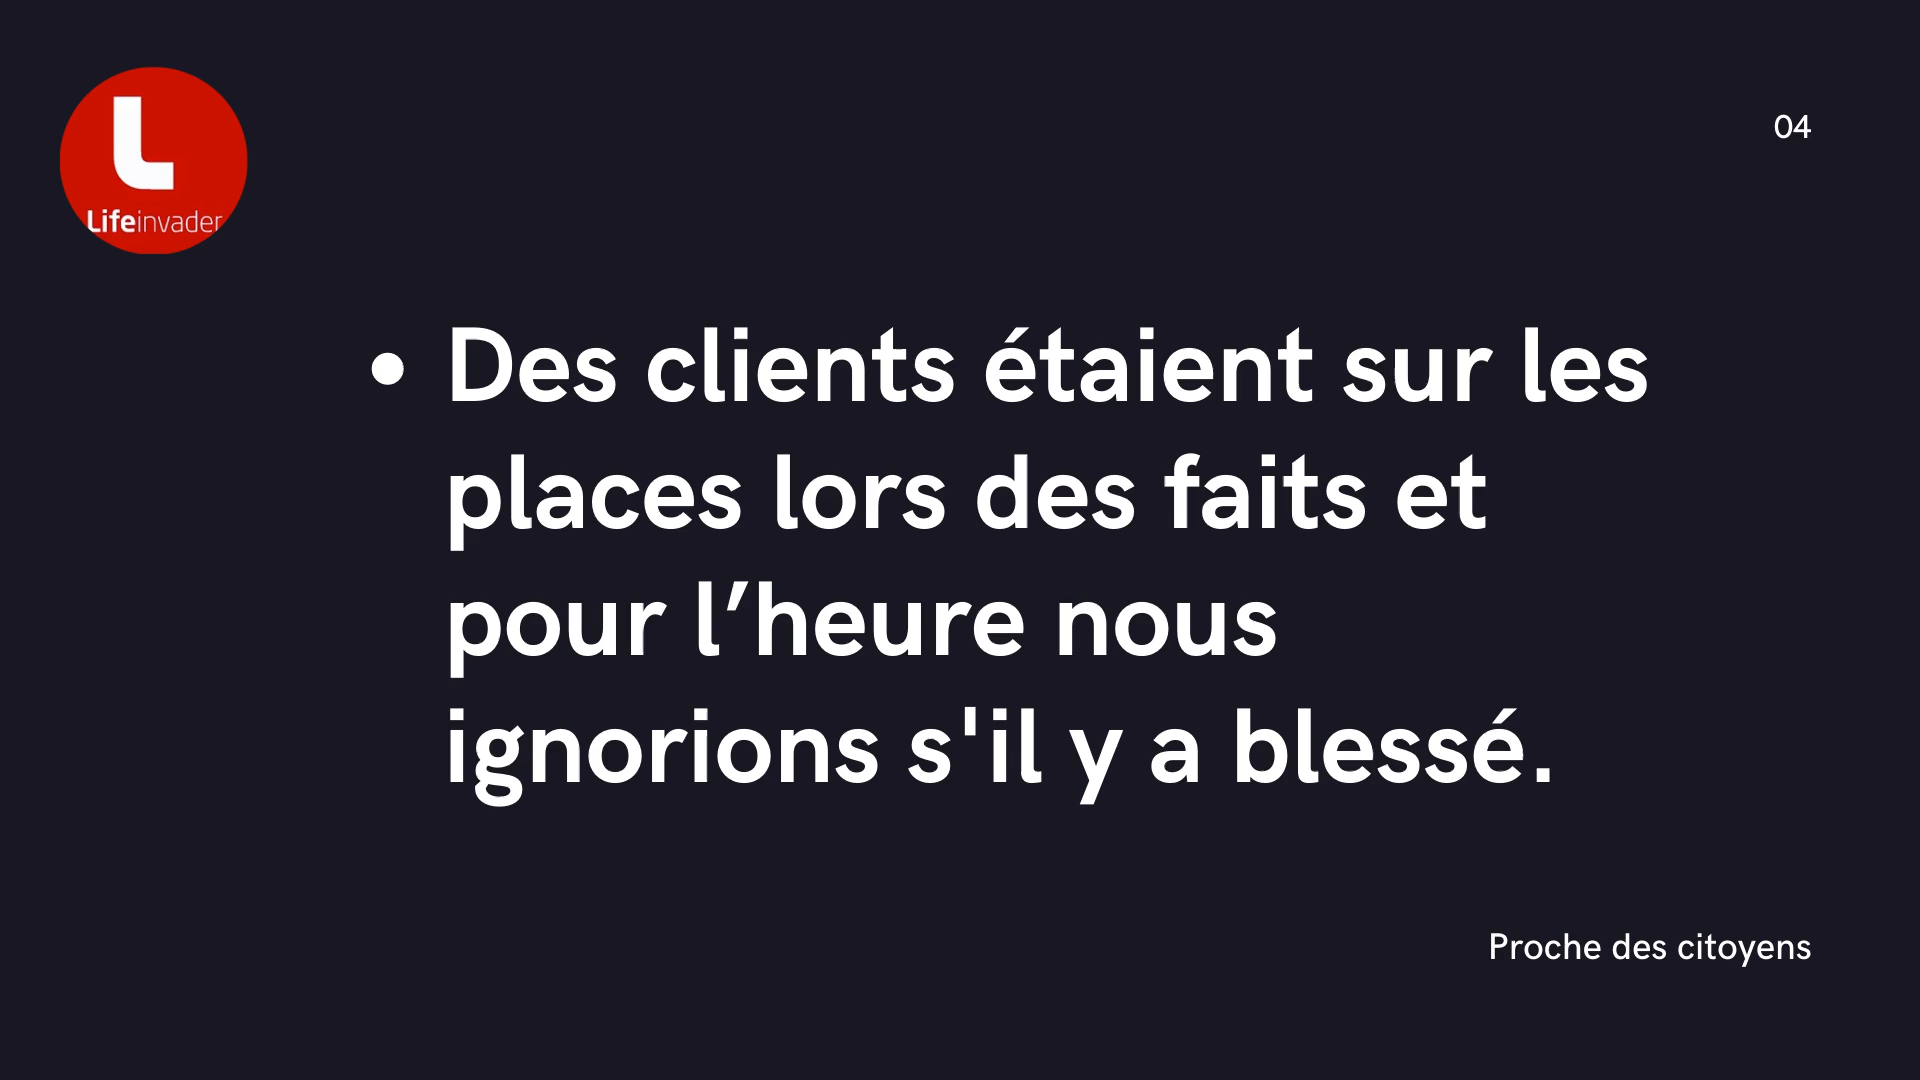 Lifeinvader
04
• Des clients étaient sur les
places lors des faits et
pour l’heure nous
ignorions s'il y a blessé.
Proche des citoyens